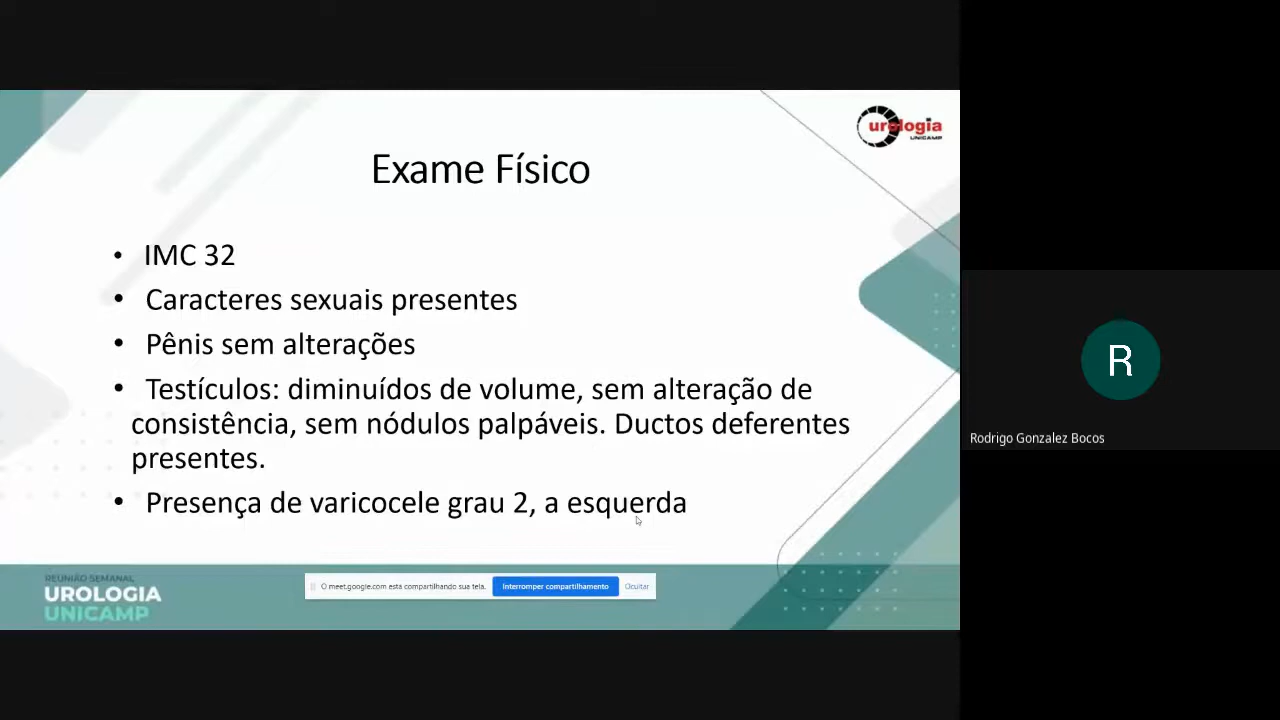 urologia
UNICAMP
Exame Físico
• IMC 32
• Caracteres sexuais presentes
• Pênis sem alterações
• Testículos: diminuídos de volume, sem alteração de
consistência, sem nódulos palpáveis. Ductos deferentes
presentes.
• Presença de varicocele grau 2, a esquerda
REUNIÃO SEMANAL
UROLOGIA
UNICAMP
O meet.google.com está compartilhando sua tela. Interromper compartilhamento Ocultar
R
Rodrigo Gonzalez Bocos